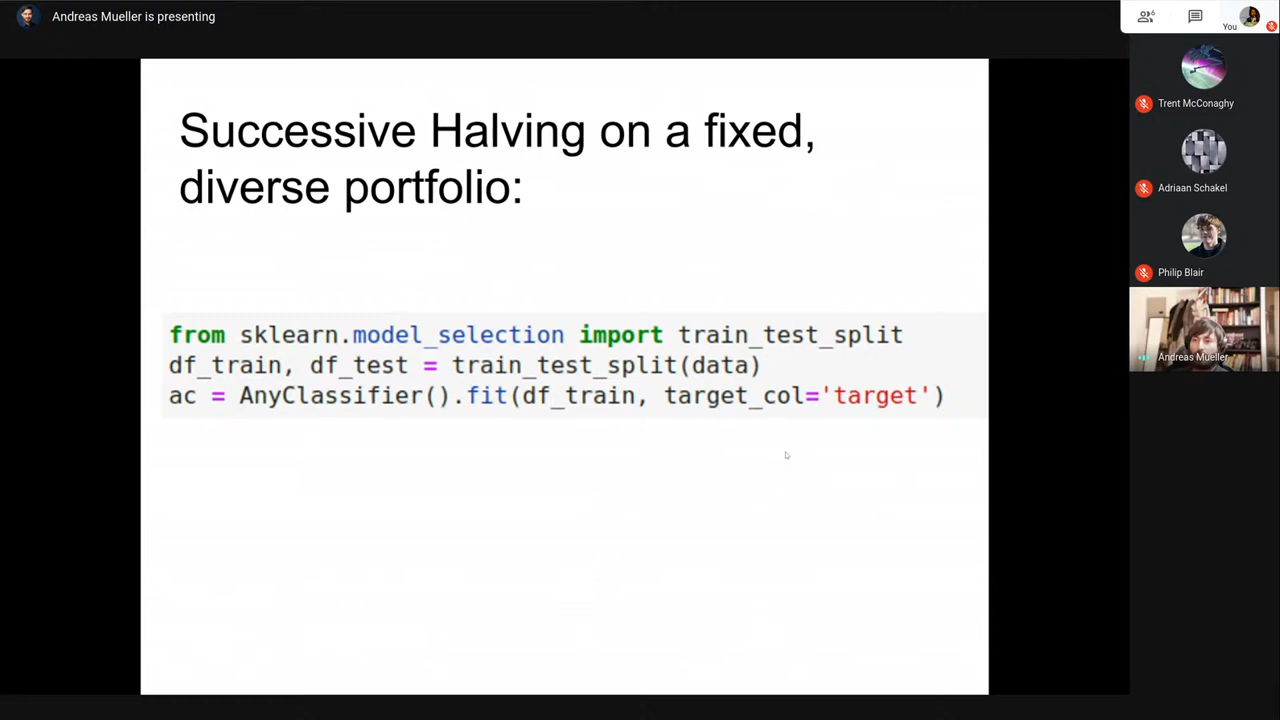 Andreas Mueller is presenting
6
You
Trent McConaghy
Adriaan Schakel
Philip Blair
Andreas Mueller
Successive Halving on a fixed,
diverse portfolio:
from sklearn.model_selection import train_test_split
df_train, df_test = train_test_split(data)
ac = AnyClassifier().fit(df_train, target_col='target')